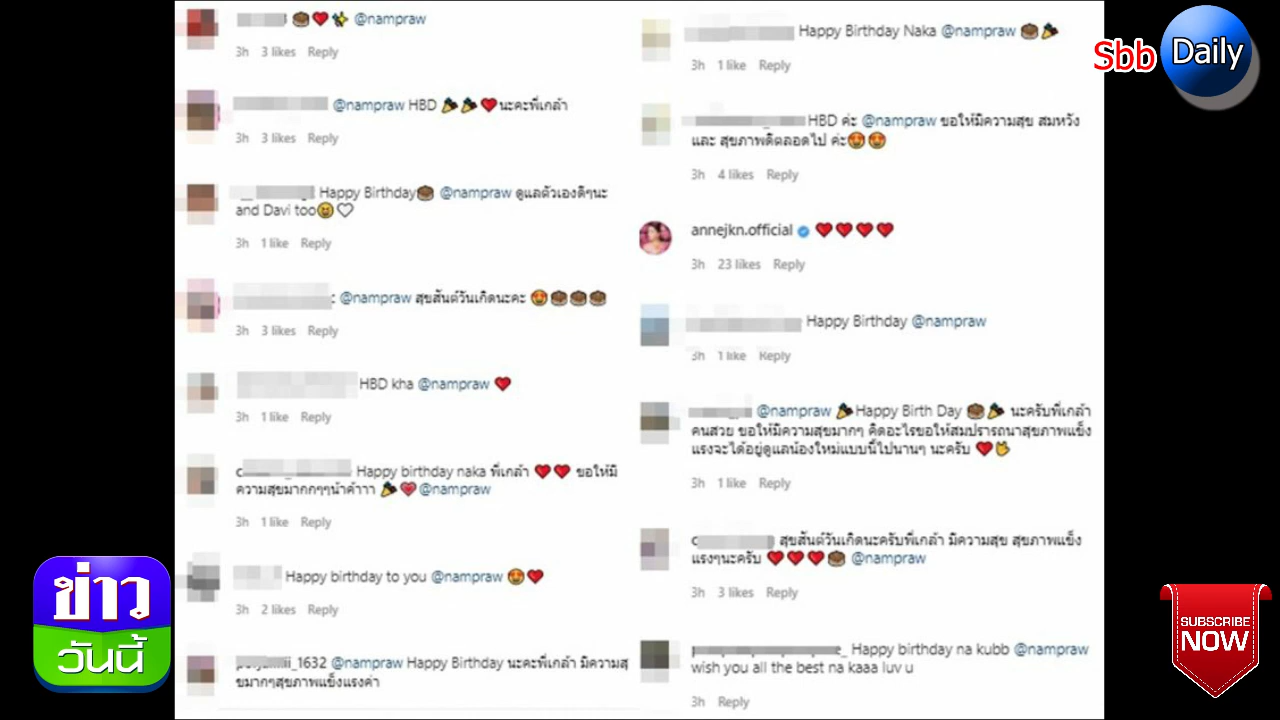 @nampraw
3h 3 likes Reply
@nampraw HBD นะคะพี่เกล้า
3h 3 likes Reply
Happy Birthday @nampraw ดูแลตัวเองดีๆนะ
and Davi too
3h 1 like Reply
@nampraw สุขสันต์วันเกิดนะคะ
3h 3 likes Reply
HBD kha @nampraw
3h 1 like Reply
Happy birthday naka พี่เกล้า ขอให้มี
ความสุขมากกๆๆน้าค้าาา @nampraw
3h 1 like Reply
Happy birthday to you @nampraw
3h 2 likes Reply
_1632 @nampraw Happy Birthday นะคะพี่เกล้า มีความสุ
ขมากๆสุขภาพแข็งแรงค่า
Happy Birthday Naka @nampraw
3h 1 like Reply
HBD ค่ะ @nampraw ขอให้มีความสุข สมหวัง
และ สุขภาพดีตลอดไป ค่ะ
3h 4 likes Reply
annejkn.official
3h 23 likes Reply
Happy Birthday @nampraw
3h 1 like Reply
@nampraw Happy Birth Day นะครับพี่เกล้า
คนสวย ขอให้มีความสุขมากๆ คิดอะไรขอให้สมปรารถนาสุขภาพแข็ง
แรงจะได้อยู่ดูแลน้องใหม่แบบนี้ไปนานๆ นะครับ
3h 1 like Reply
สุขสันต์วันเกิดนะครับพี่เกล้า มีความสุข สุขภาพแข็ง
แรงๆนะครับ @nampraw
3h 3 likes Reply
Happy birthday na kubb @nampraw
wish you all the best na kaaa luv u
3h Reply
Sbb Daily
ข่าว
วันนี้
SUBSCRIBE
NOW